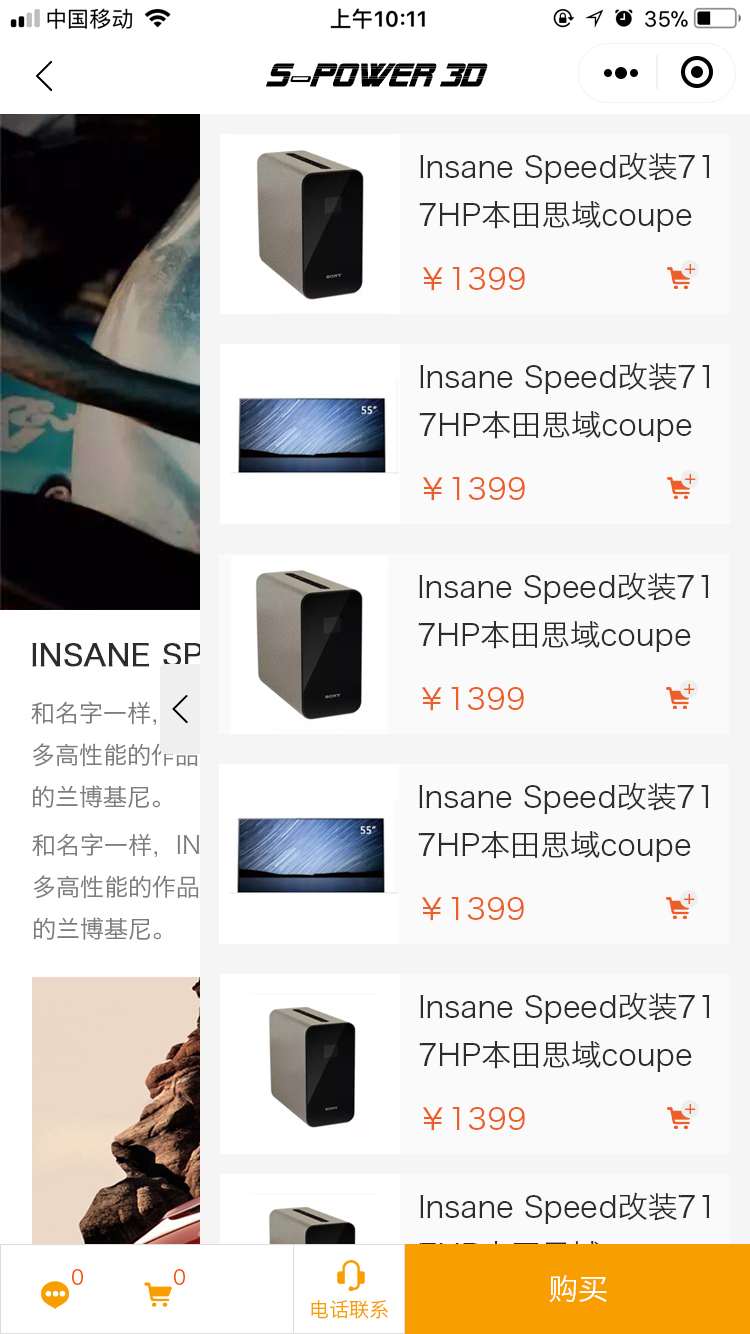 中国移动 上午10:11 35%
S-POWER 3D
Insane Speed改装71
7HP本田思域coupe
¥1399
SONY
Insane Speed改装71
7HP本田思域coupe
¥1399
55"
Insane Speed改装71
7HP本田思域coupe
¥1399
SONY
Insane Speed改装71
7HP本田思域coupe
¥1399
55"
Insane Speed改装71
7HP本田思域coupe
¥1399
SONY
Insane Speed改装71
INSANE SP
和名字一样,
多高性能的作品
的兰博基尼。
和名字一样，IN
多高性能的作品
的兰博基尼。
0
0
电话联系
购买